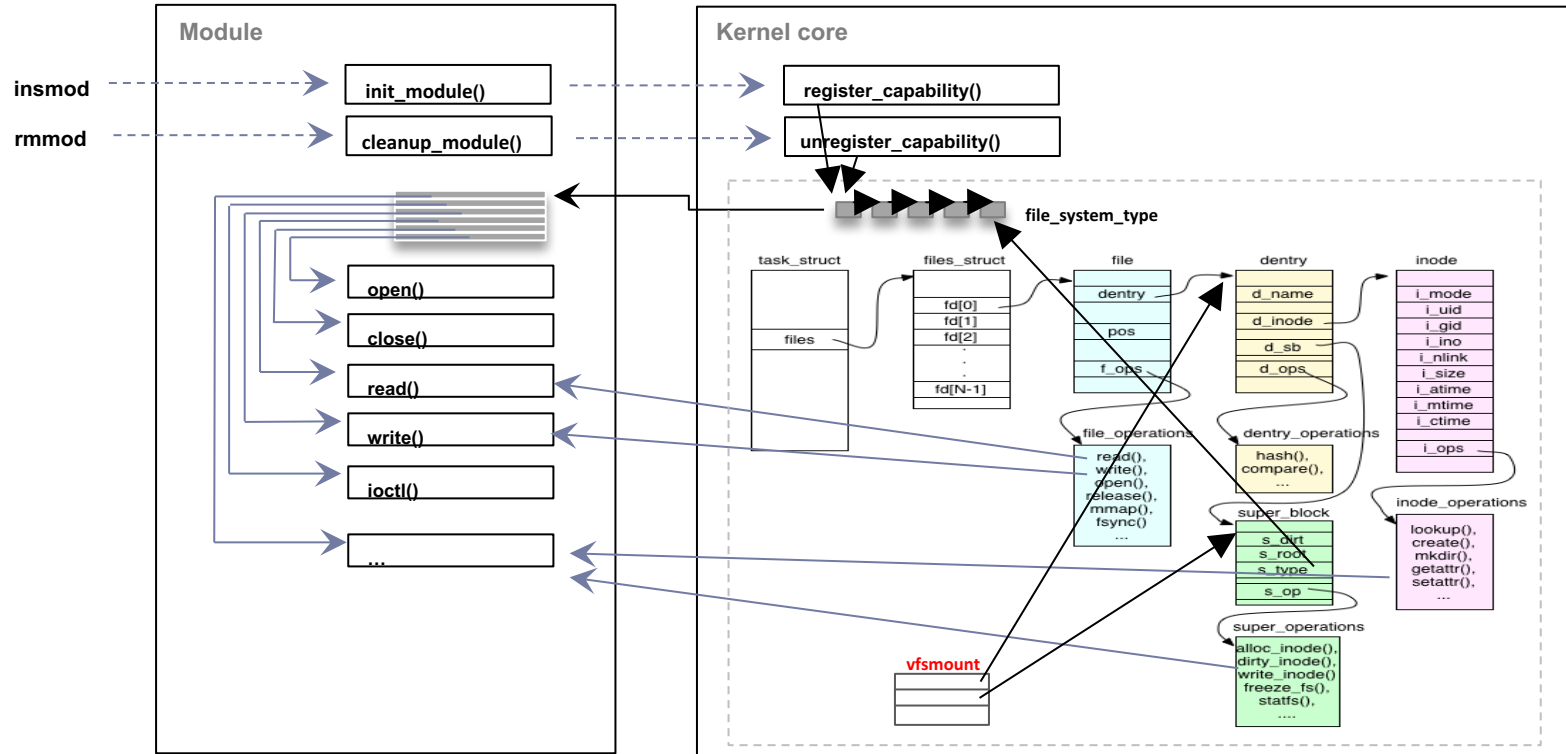 Module
Kernel core
insmod
init_module()
register_capability()
rmmod
cleanup_module()
unregister_capability()
file_system_type
open()
close()
read()
write()
ioctl()
...
task_struct
files
files_struct
fd[0]
fd[1]
fd[2]
.
.
.
fd[N-1]
file
dentry
pos
f_ops
dentry
d_name
d_inode
d_sb
d_ops
inode
i_mode
i_uid
i_gid
i_ino
i_nlink
i_size
i_atime
i_mtime
i_ctime
i_ops
file_operations
read(),
write(),
open(),
release(),
mmap(),
fsync()
...
dentry_operations
hash(),
compare(),
...
super_block
s_dirt
s_root
s_type
s_op
inode_operations
lookup(),
create(),
mkdir(),
getattr(),
setattr(),
...
super_operations
alloc_inode(),
dirty_inode(),
write_inode()
freeze_fs(),
statfs(),
....
vfsmount